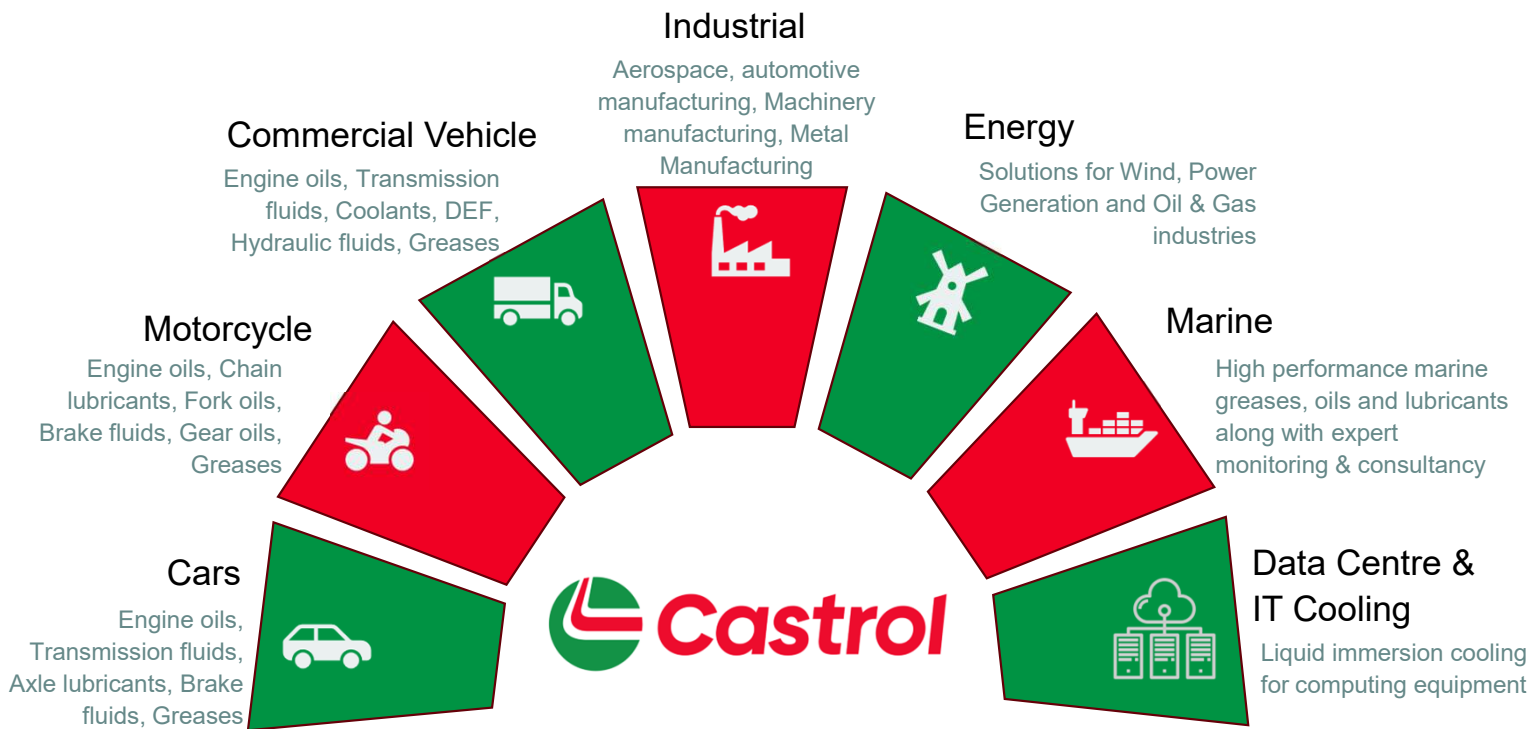 Industrial
Aerospace, automotive
manufacturing, Machinery
manufacturing, Metal
Manufacturing
Commercial Vehicle
Engine oils, Transmission
fluids, Coolants, DEF,
Hydraulic fluids, Greases
Energy
Solutions for Wind, Power
Generation and Oil & Gas
industries
Motorcycle
Engine oils, Chain
lubricants, Fork oils,
Brake fluids, Gear oils,
Greases
Marine
High performance marine
greases, oils and lubricants
along with expert
monitoring & consultancy
Cars
Engine oils,
Transmission fluids,
Axle lubricants, Brake
fluids, Greases
Castrol
Data Centre &
IT Cooling
Liquid immersion cooling
for computing equipment